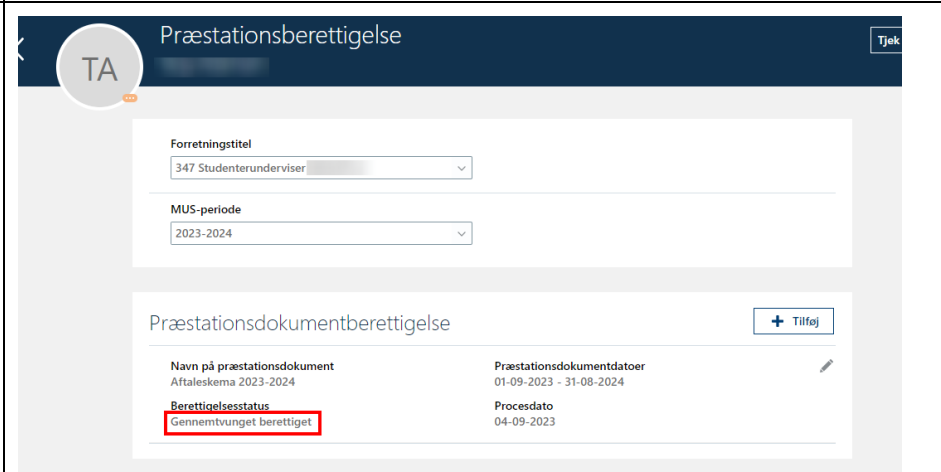 Præstationsberettigelse
Tjek
TA
Forretningstitel
347 Studenterunderviser
MUS-periode
2023-2024
Præstationsdokumentberettigelse
+ Tilføj
Navn på præstationsdokument
Aftaleskema 2023-2024
Præstationsdokumentdatoer
01-09-2023 - 31-08-2024
Berettigelsesstatus
Gennemtvunget berettiget
Procesdato
04-09-2023